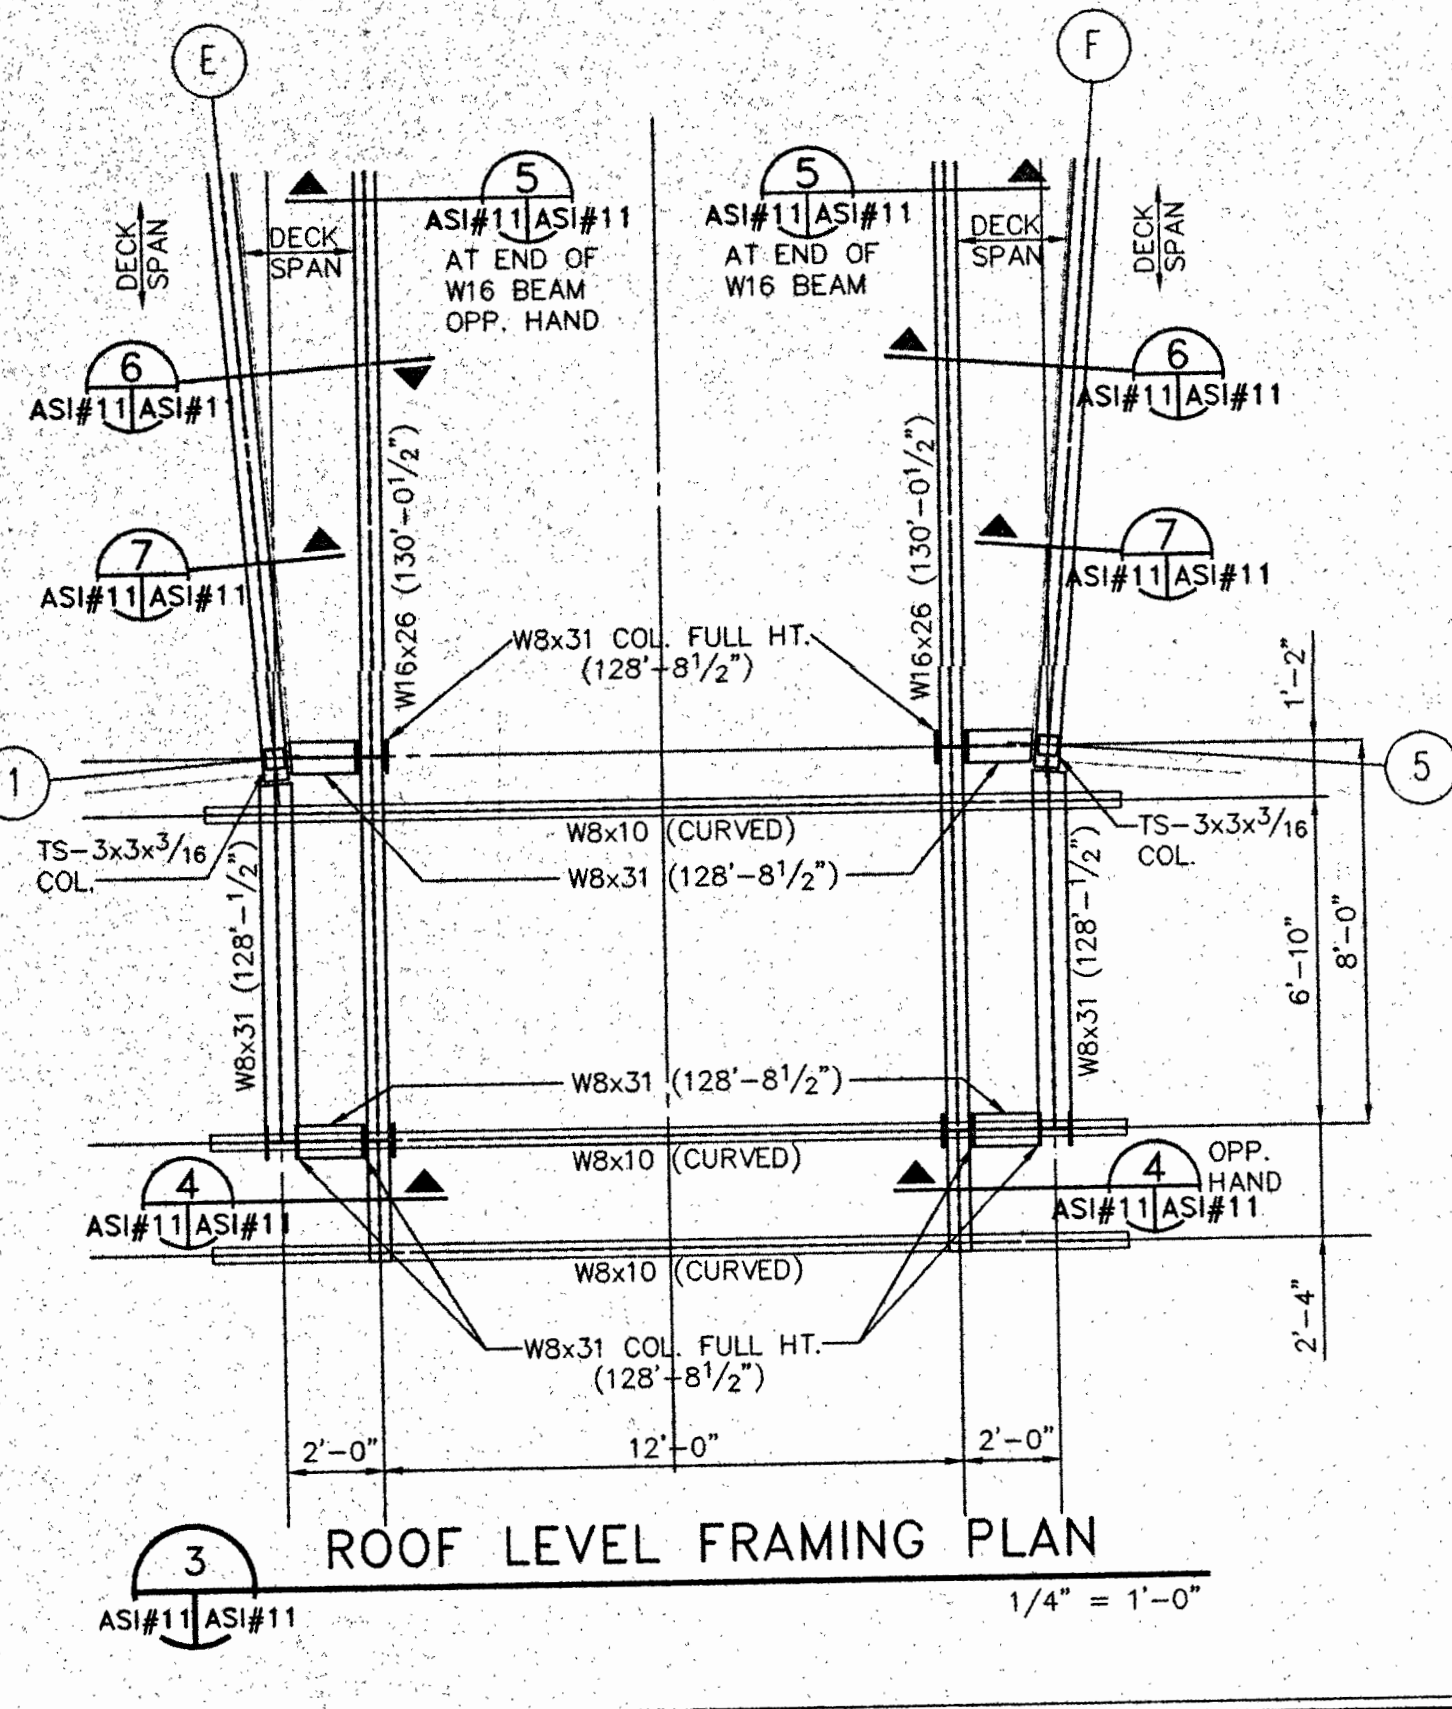 E
F
5
ASI#11 ASI#11
AT END OF
W16 BEAM
OPP. HAND
5
ASI#11 ASI#11
AT END OF
W16 BEAM
DECK
SPAN
DECK
SPAN
DECK
SPAN
DECK
SPAN
6
ASI#11 ASI#11
6
ASI#11 ASI#11
7
ASI#11 ASI#11
7
ASI#11 ASI#11
W16x26 (130'-0 1/2")
W16x26 (130'-0 1/2")
W8x31 COL. FULL HT.
(128'-8 1/2")
1'-2"
1
5
TS-3x3x3/16
COL.
W8x10 (CURVED)
W8x31 (128'-8 1/2")
TS-3x3x3/16
COL.
W8x31 (128'-1/2")
W8x31 (128'-1/2")
6'-10"
8'-0"
W8x31 (128'-8 1/2")
W8x10 (CURVED)
4
ASI#11 ASI#11
4
ASI#11 ASI#11
OPP.
HAND
W8x10 (CURVED)
2'-4"
W8x31 COL. FULL HT.
(128'-8 1/2")
2'-0"
12'-0"
2'-0"
3
ASI#11 ASI#11
ROOF LEVEL FRAMING PLAN
1/4" = 1'-0"